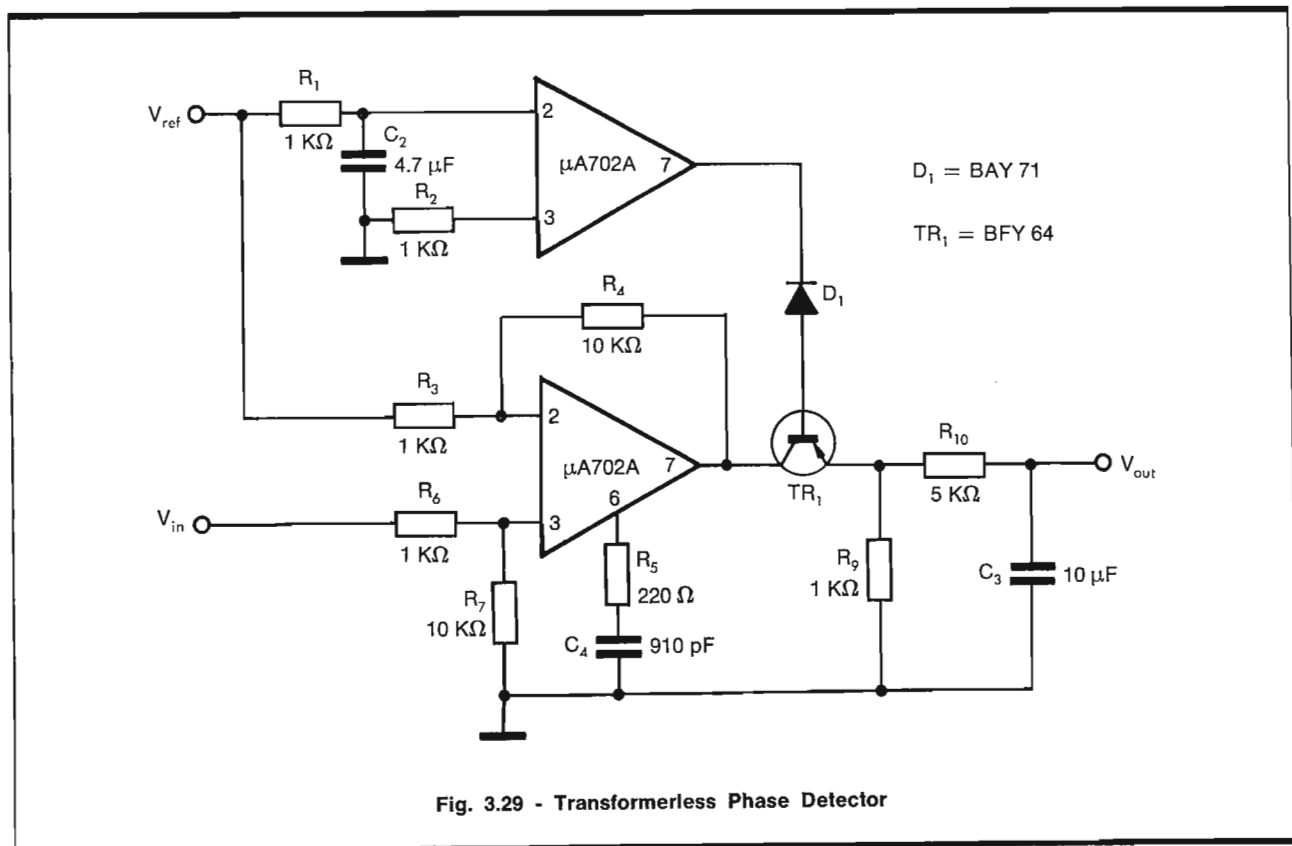 R₁
V_ref
1 KΩ
C₂
4.7 µF
R₂
1 KΩ
2
µA702A
7
3
D₁ = BAY 71
TR₁ = BFY 64
D₁
R₄
10 KΩ
R₃
1 KΩ
2
µA702A
7
6
3
TR₁
R₁₀
5 KΩ
V_out
R₆
V_in
1 KΩ
R₇
10 KΩ
R₅
220 Ω
C₄
910 pF
R₉
1 KΩ
C₃
10 µF
Fig. 3.29 - Transformerless Phase Detector